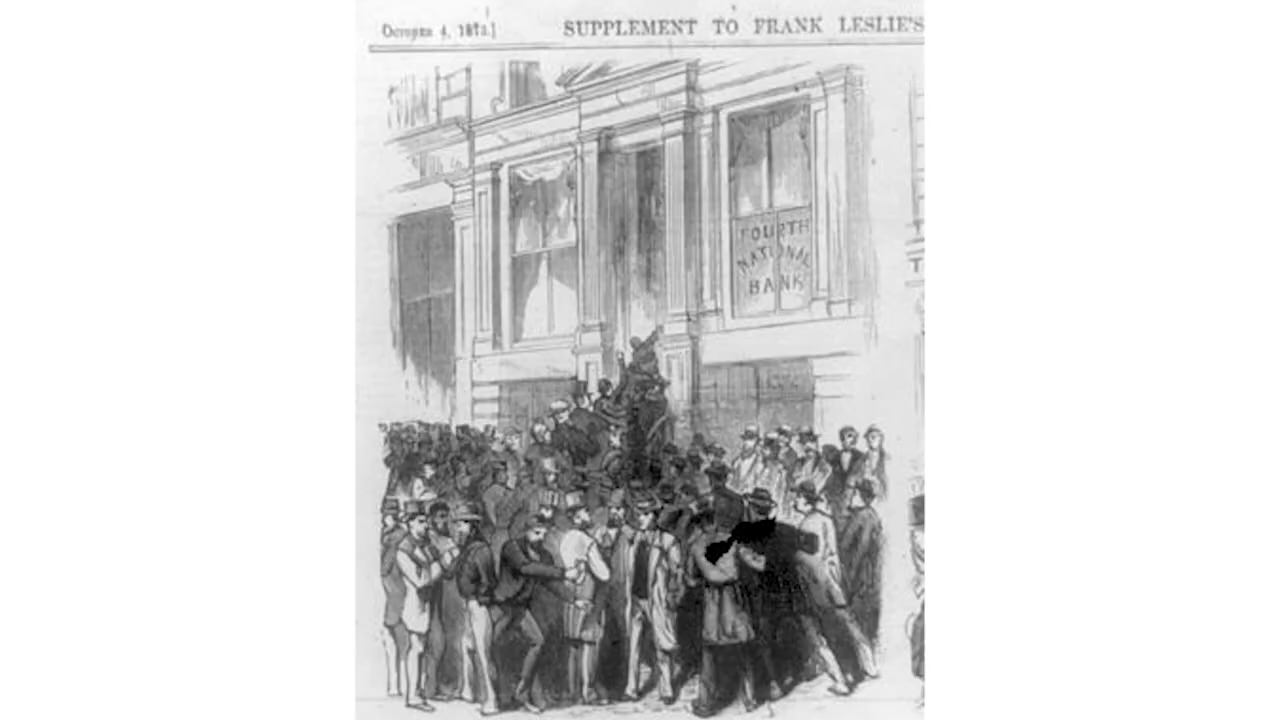 October 4, 1873.]
SUPPLEMENT TO FRANK LESLIE'S
FOURTH
NATIONAL
BANK